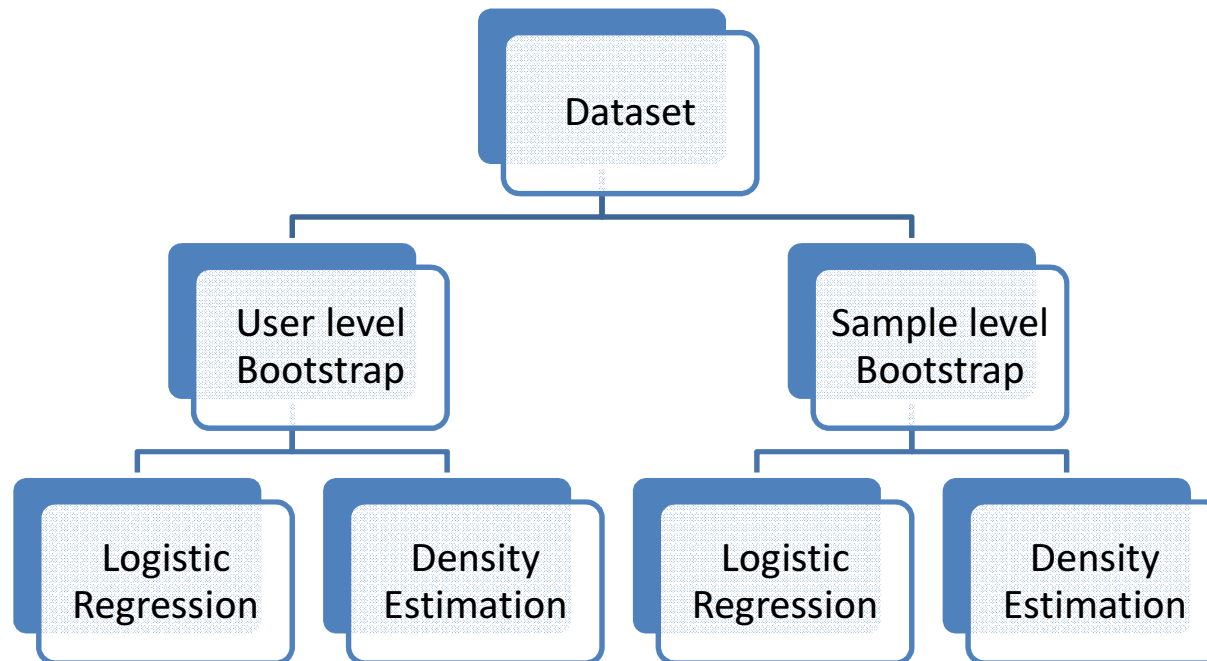 Dataset
User level
Bootstrap
Sample level
Bootstrap
Logistic
Regression
Density
Estimation
Logistic
Regression
Density
Estimation